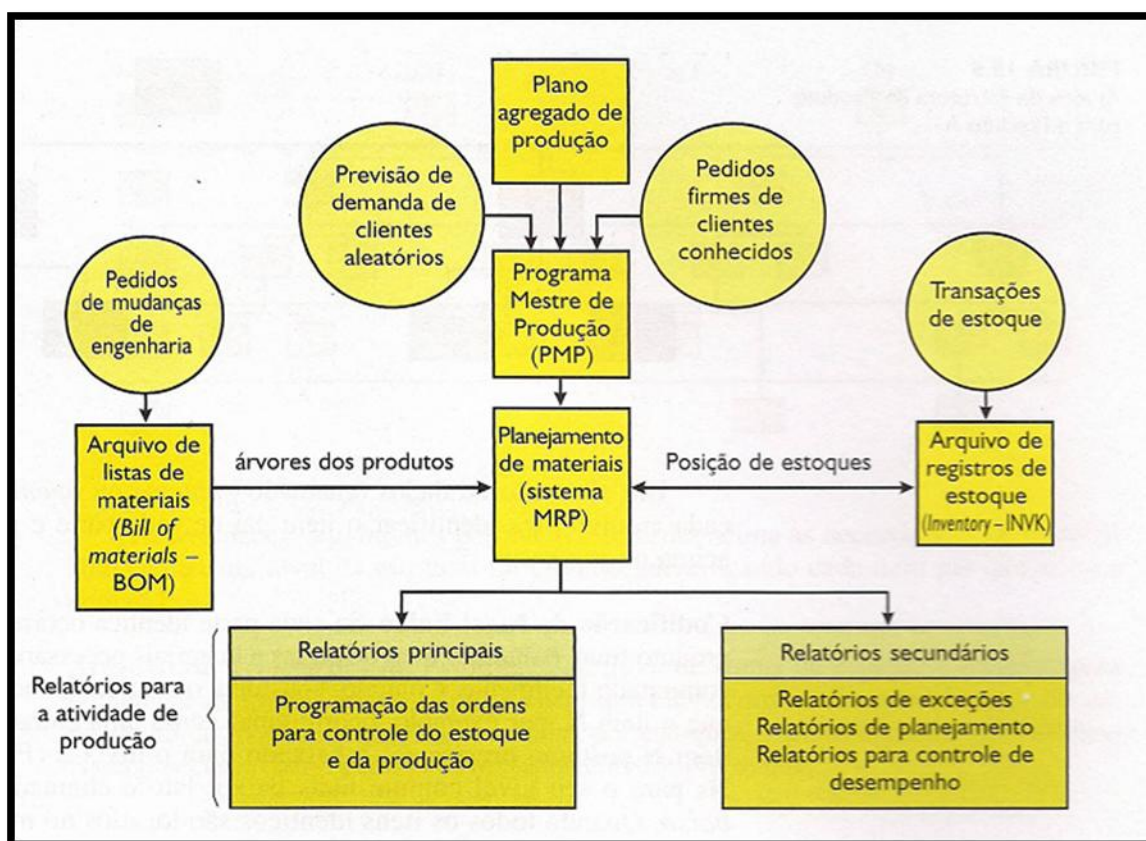 Plano
agregado de
produção
Previsão de
demanda de
clientes
aleatórios
Pedidos
firmes de
clientes
conhecidos
Programa
Mestre de
Produção
(PMP)
Pedidos
de mudanças
de
engenharia
Transações
de estoque
Arquivo de
listas de
materiais
(Bill of
materials –
BOM)
árvores dos produtos
Planejamento
de materiais
(sistema
MRP)
Posição de estoques
Arquivo de
registros de
estoque
(Inventory – INVK)
Relatórios para
a atividade de
produção
Relatórios principais
Programação das ordens
para controle do estoque
e da produção
Relatórios secundários
Relatórios de exceções
Relatórios de planejamento
Relatórios para controle de
desempenho